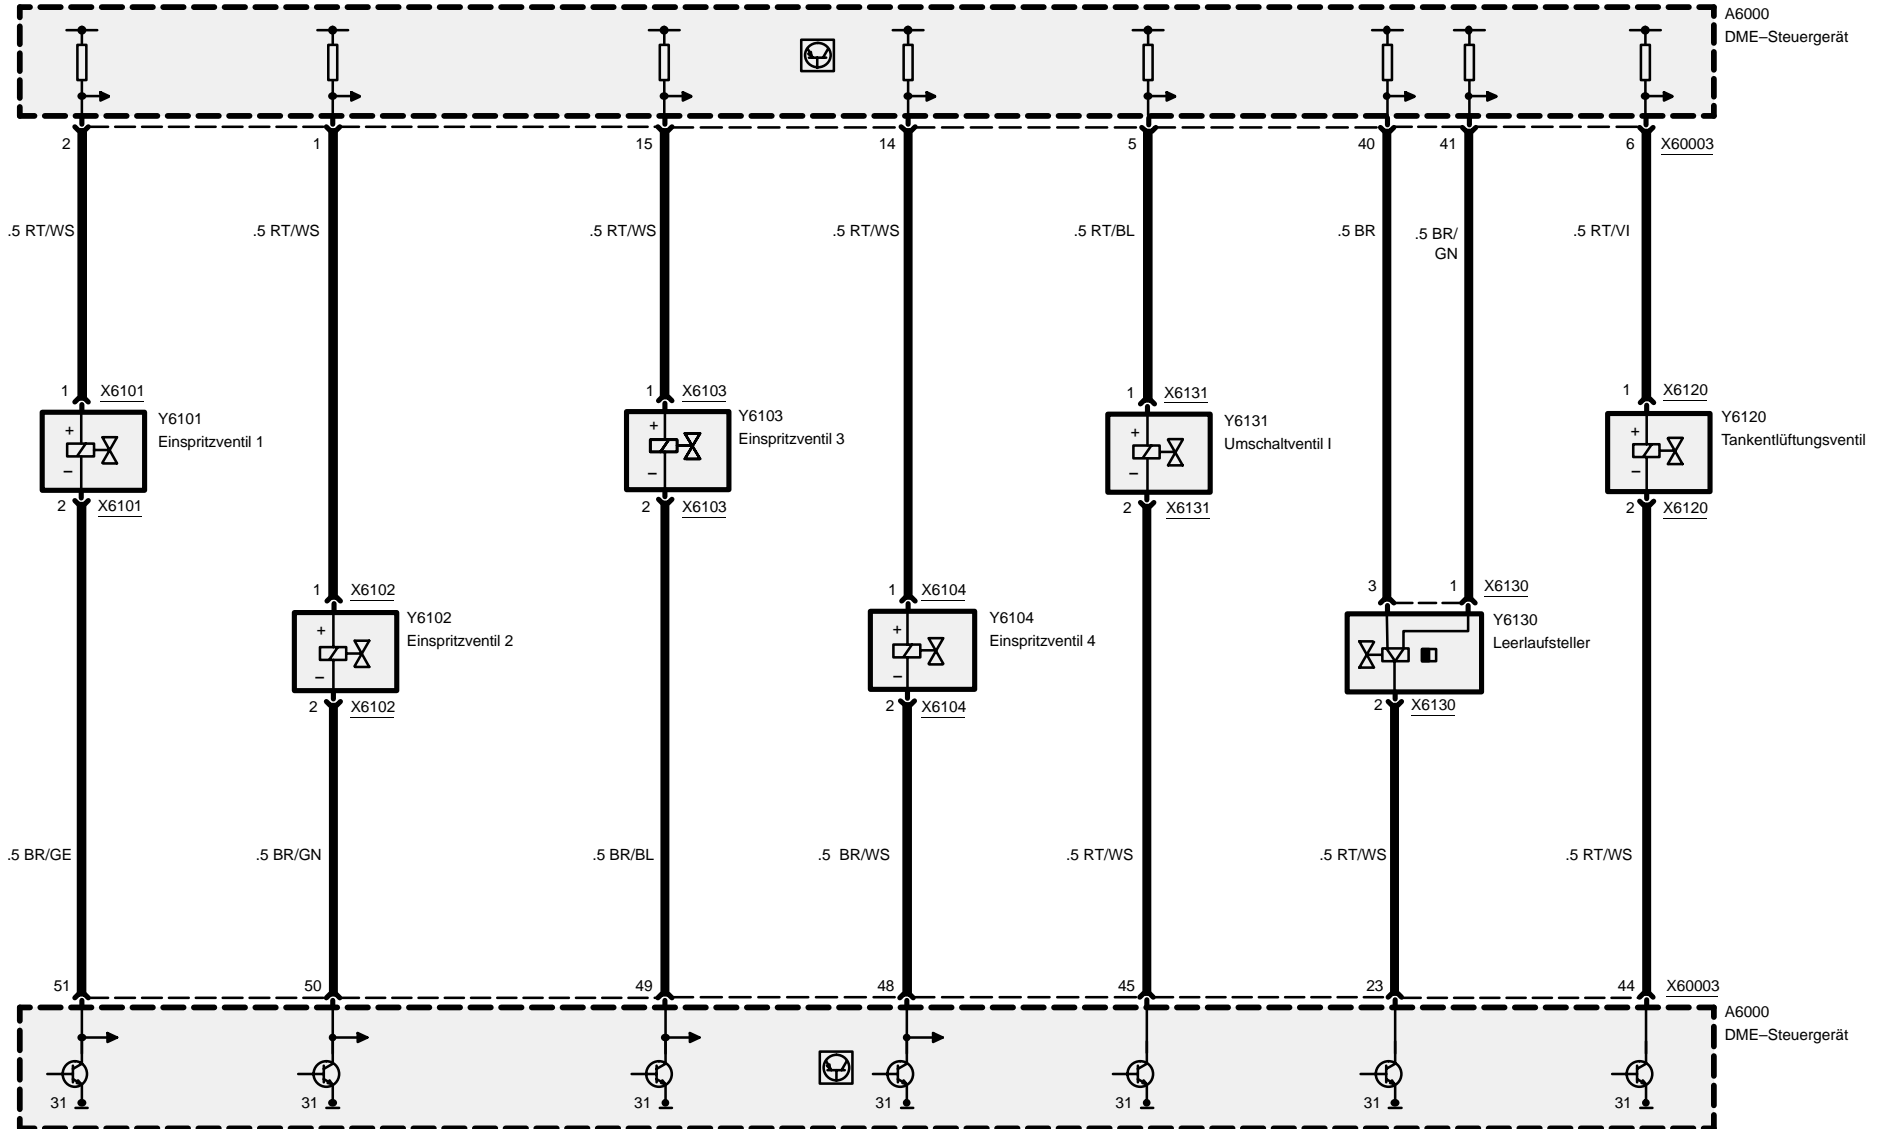 A6000
DME–Steuergerät
2
1
15
14
5
40
41
6
X60003
.5 RT/WS
.5 RT/WS
.5 RT/WS
.5 RT/WS
.5 RT/BL
.5 BR
.5 BR/
GN
.5 RT/VI
1
X6101
1
X6103
1
X6131
1
X6120
Y6101
Einspritzventil 1
+
–
Y6103
Einspritzventil 3
+
–
Y6131
Umschaltventil I
+
–
Y6120
Tankentlüftungsventil
+
–
2
X6101
2
X6103
2
X6131
2
X6120
1
X6102
1
X6104
3
1
X6130
Y6102
Einspritzventil 2
+
–
Y6104
Einspritzventil 4
+
–
Y6130
Leerlaufsteller
2
X6102
2
X6104
2
X6130
.5 BR/GE
.5 BR/GN
.5 BR/BL
.5 BR/WS
.5 RT/WS
.5 RT/WS
.5 RT/WS
51
50
49
48
45
23
44
X60003
A6000
DME–Steuergerät
31
31
31
31
31
31
31